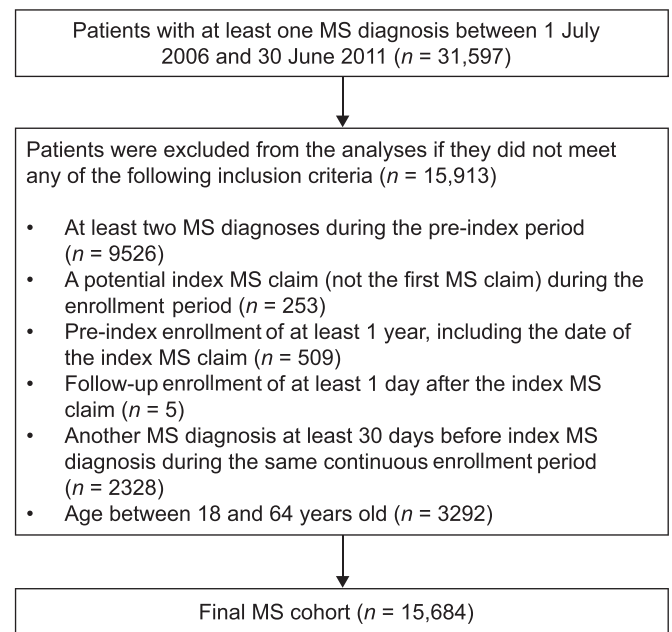 Patients with at least one MS diagnosis between 1 July
2006 and 30 June 2011 (n = 31,597)
Patients were excluded from the analyses if they did not meet
any of the following inclusion criteria (n = 15,913)
• At least two MS diagnoses during the pre-index period
(n = 9526)
• A potential index MS claim (not the first MS claim) during the
enrollment period (n = 253)
• Pre-index enrollment of at least 1 year, including the date of
the index MS claim (n = 509)
• Follow-up enrollment of at least 1 day after the index MS
claim (n = 5)
• Another MS diagnosis at least 30 days before index MS
diagnosis during the same continuous enrollment period
(n = 2328)
• Age between 18 and 64 years old (n = 3292)
Final MS cohort (n = 15,684)